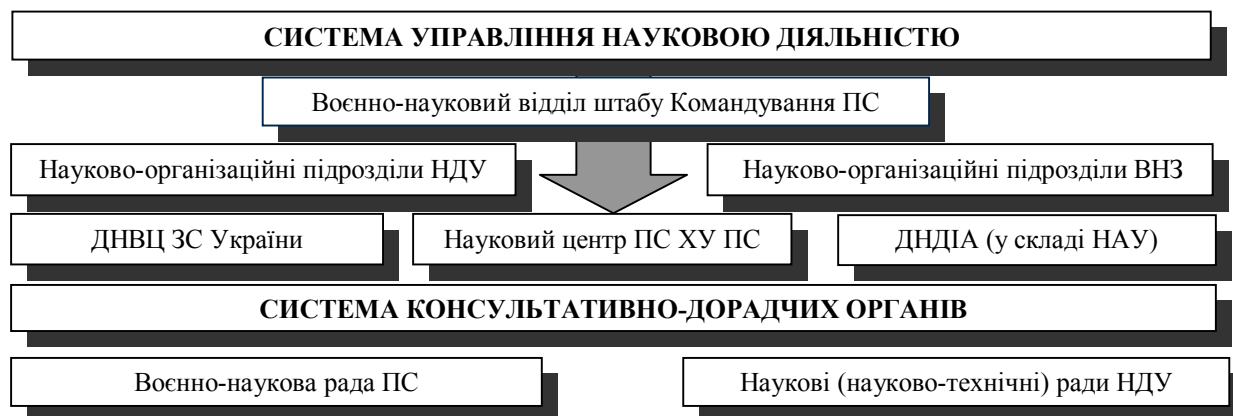 СИСТЕМА УПРАВЛІННЯ НАУКОВОЮ ДІЯЛЬНІСТЮ
Воєнно-науковий відділ штабу Командування ПС
Науково-організаційні підрозділи НДУ
Науково-організаційні підрозділи ВНЗ
ДНВЦ ЗС України
Науковий центр ПС ХУ ПС
ДНДІА (у складі НАУ)
СИСТЕМА КОНСУЛЬТАТИВНО-ДОРАДЧИХ ОРГАНІВ
Воєнно-наукова рада ПС
Наукові (науково-технічні) ради НДУ